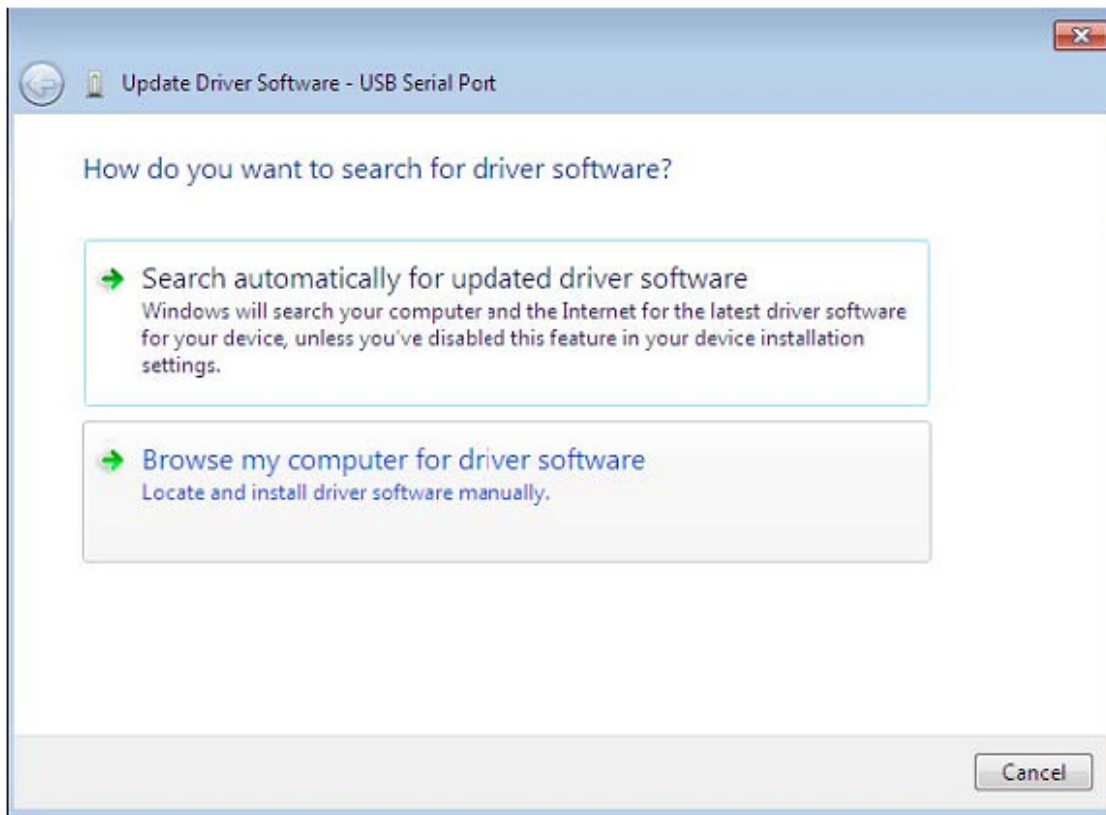 Update Driver Software - USB Serial Port
How do you want to search for driver software?
Search automatically for updated driver software
Windows will search your computer and the Internet for the latest driver software
for your device, unless you've disabled this feature in your device installation
settings.
Browse my computer for driver software
Locate and install driver software manually.
Cancel